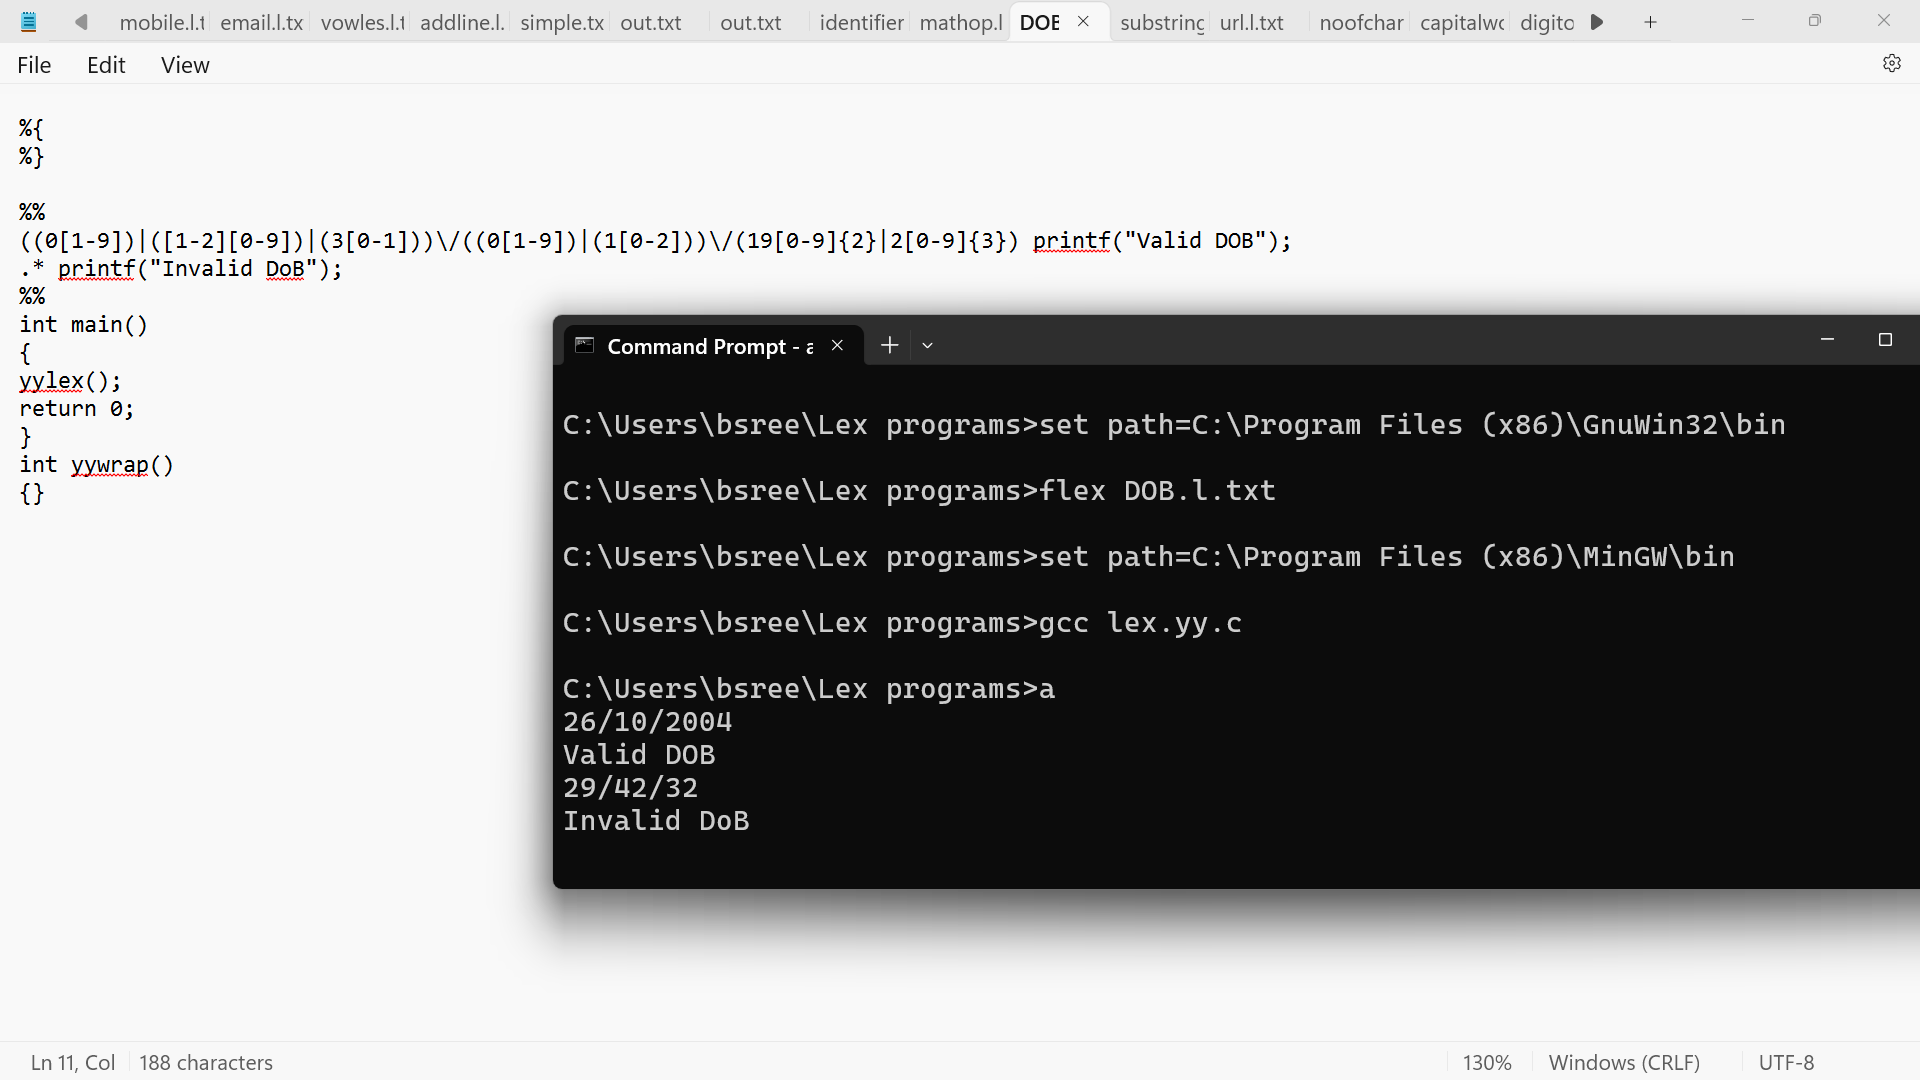 mobile.l.t email.l.tx vowles.l.t addline.l. simple.tx out.txt out.txt identifier mathop.l DOB substring url.l.txt noofchar capitalwo digito
File Edit View
%{
%}
%%
((0[1-9])|([1-2][0-9])|(3[0-1]))\/((0[1-9])|(1[0-2]))\/(19[0-9]{2}|2[0-9]{3}) printf("Valid DOB");
.* printf("Invalid DoB");
%%
int main()
{
yylex();
return 0;
}
int yywrap()
{}
Command Prompt - a
C:\Users\bsree\Lex programs>set path=C:\Program Files (x86)\GnuWin32\bin
C:\Users\bsree\Lex programs>flex DOB.l.txt
C:\Users\bsree\Lex programs>set path=C:\Program Files (x86)\MinGW\bin
C:\Users\bsree\Lex programs>gcc lex.yy.c
C:\Users\bsree\Lex programs>a
26/10/2004
Valid DOB
29/42/32
Invalid DoB
Ln 11, Col 188 characters 130% Windows (CRLF) UTF-8